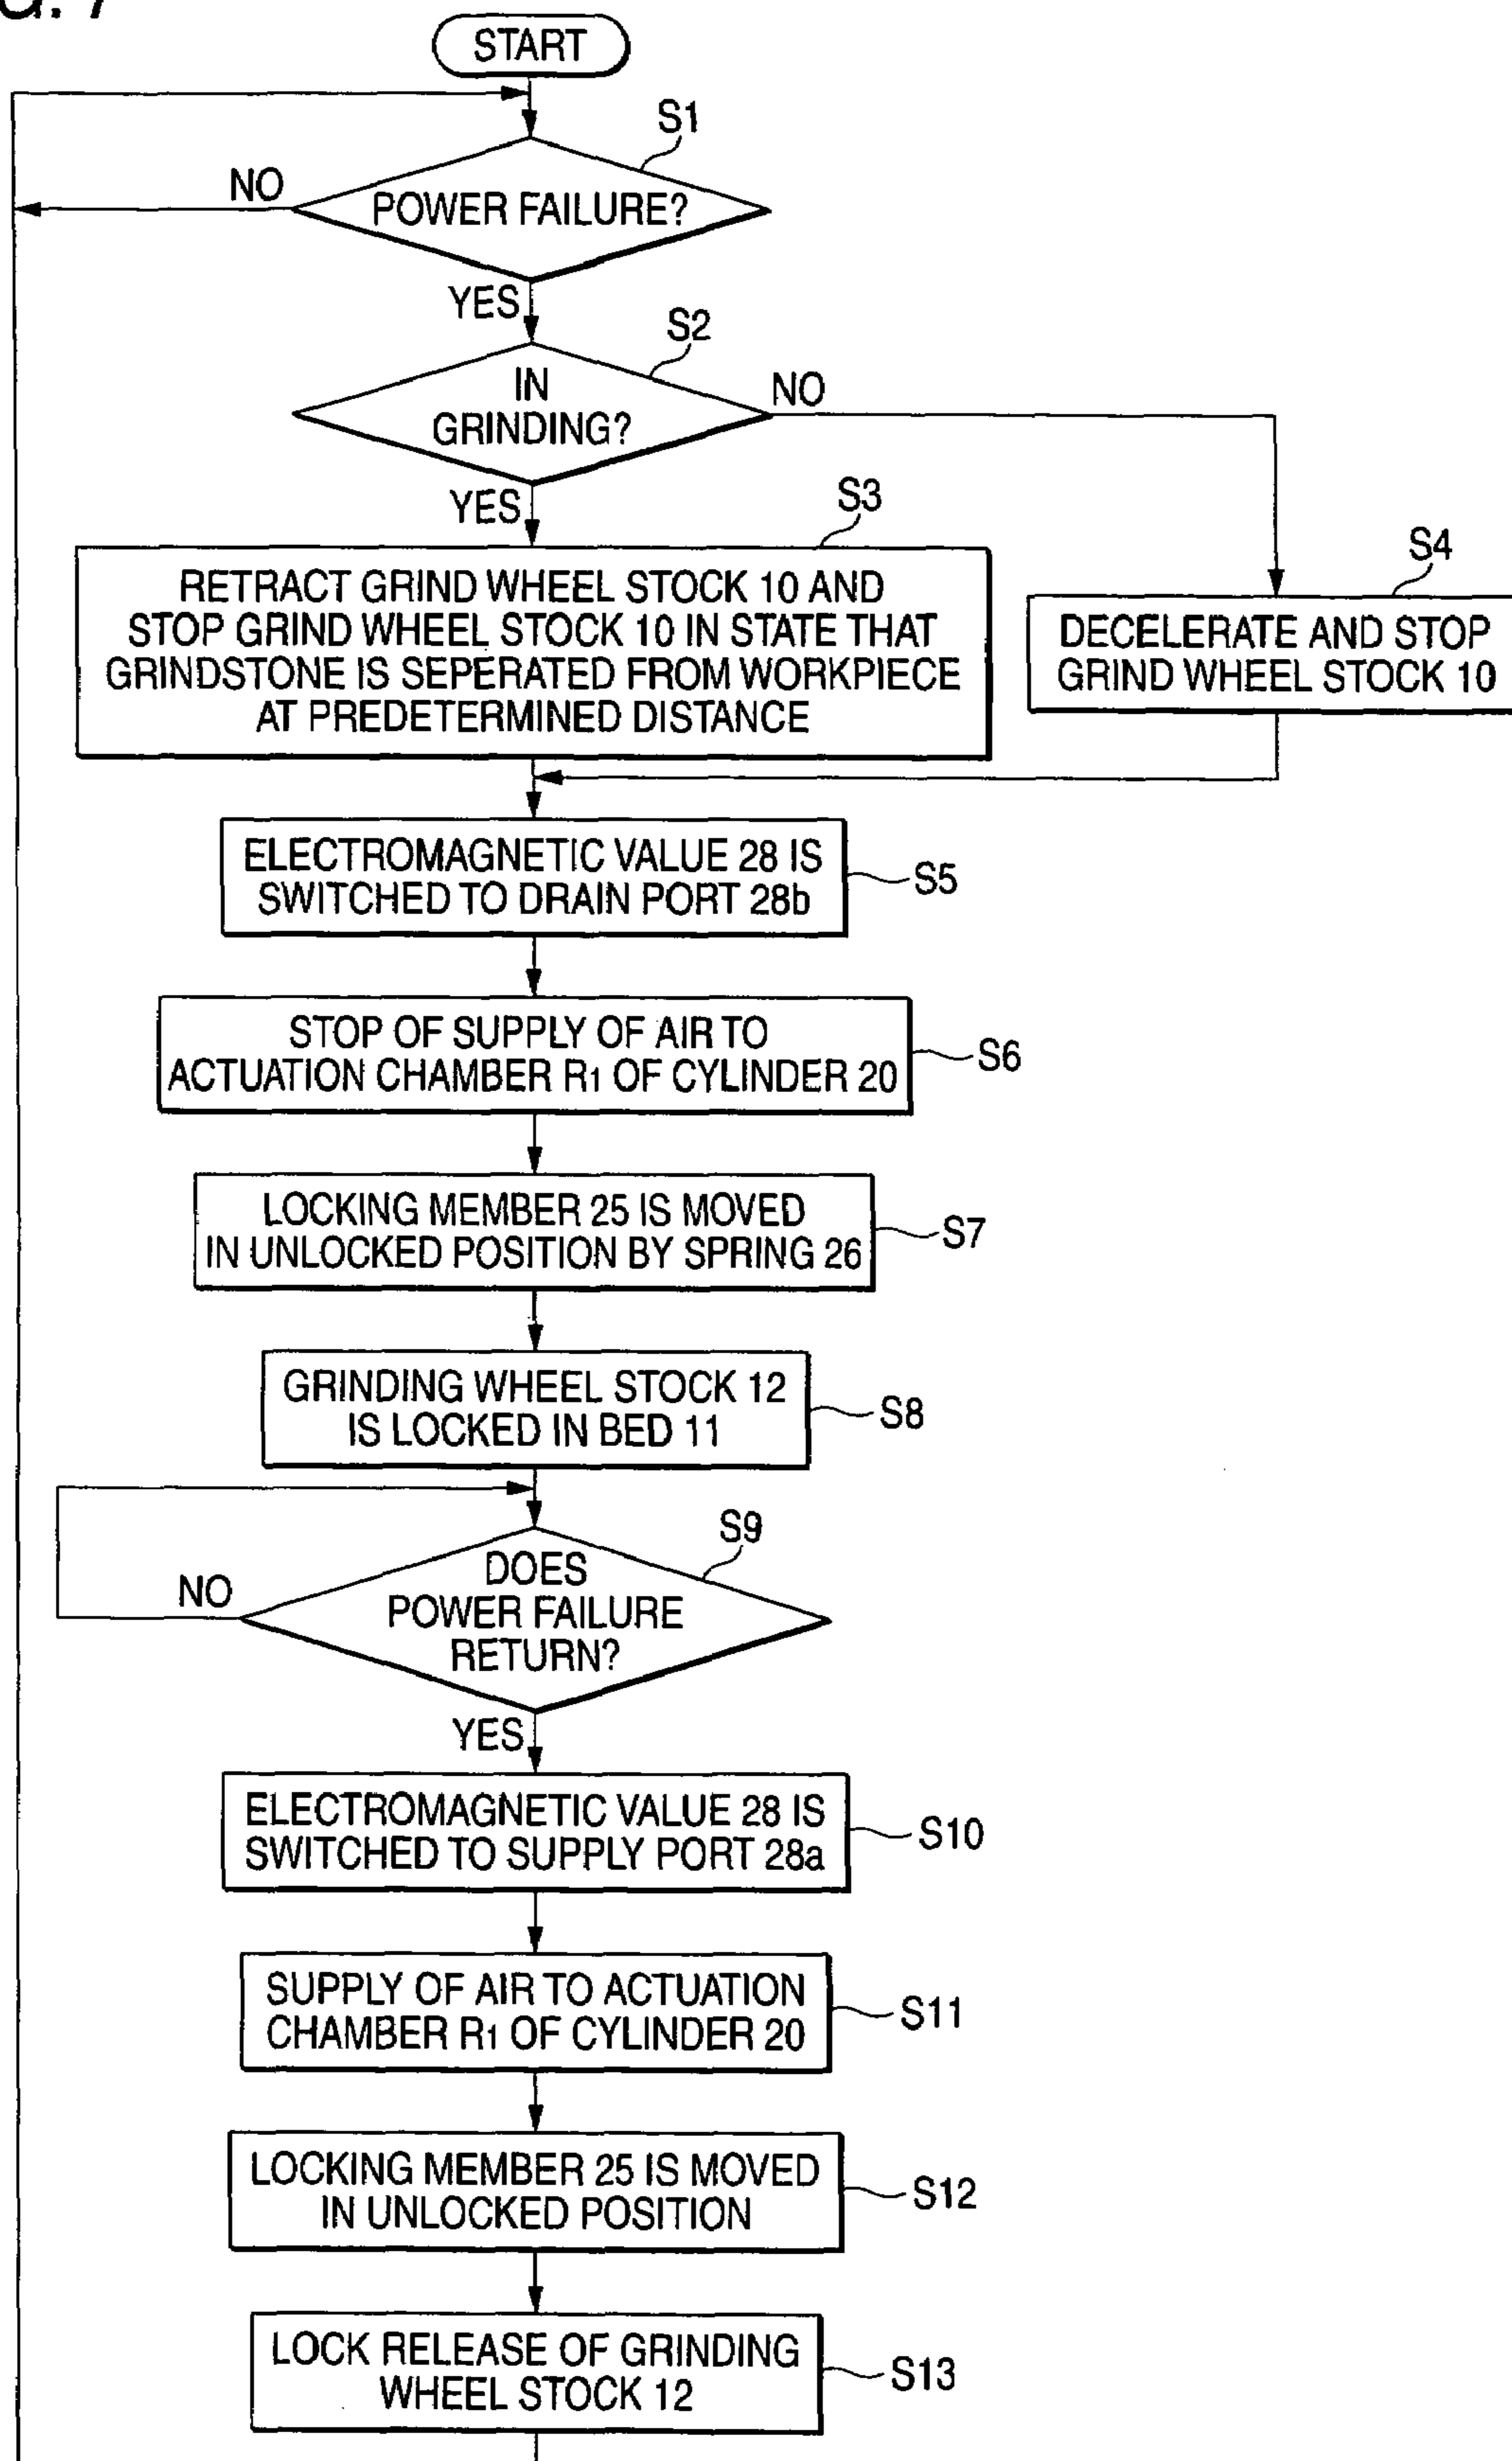 G. 7
START
S1
NO
POWER FAILURE?
YES
S2
IN
GRINDING?
NO
YES
S3
RETRACT GRIND WHEEL STOCK 10 AND
STOP GRIND WHEEL STOCK 10 IN STATE THAT
GRINDSTONE IS SEPERATED FROM WORKPIECE
AT PREDETERMINED DISTANCE
S4
DECELERATE AND STOP
GRIND WHEEL STOCK 10
ELECTROMAGNETIC VALUE 28 IS
SWITCHED TO DRAIN PORT 28b
S5
STOP OF SUPPLY OF AIR TO
ACTUATION CHAMBER R1 OF CYLINDER 20
S6
LOCKING MEMBER 25 IS MOVED
IN UNLOCKED POSITION BY SPRING 26
S7
GRINDING WHEEL STOCK 12
IS LOCKED IN BED 11
S8
S9
DOES
POWER FAILURE
RETURN?
NO
YES
ELECTROMAGNETIC VALUE 28 IS
SWITCHED TO SUPPLY PORT 28a
S10
SUPPLY OF AIR TO ACTUATION
CHAMBER R1 OF CYLINDER 20
S11
LOCKING MEMBER 25 IS MOVED
IN UNLOCKED POSITION
S12
LOCK RELEASE OF GRINDING
WHEEL STOCK 12
S13